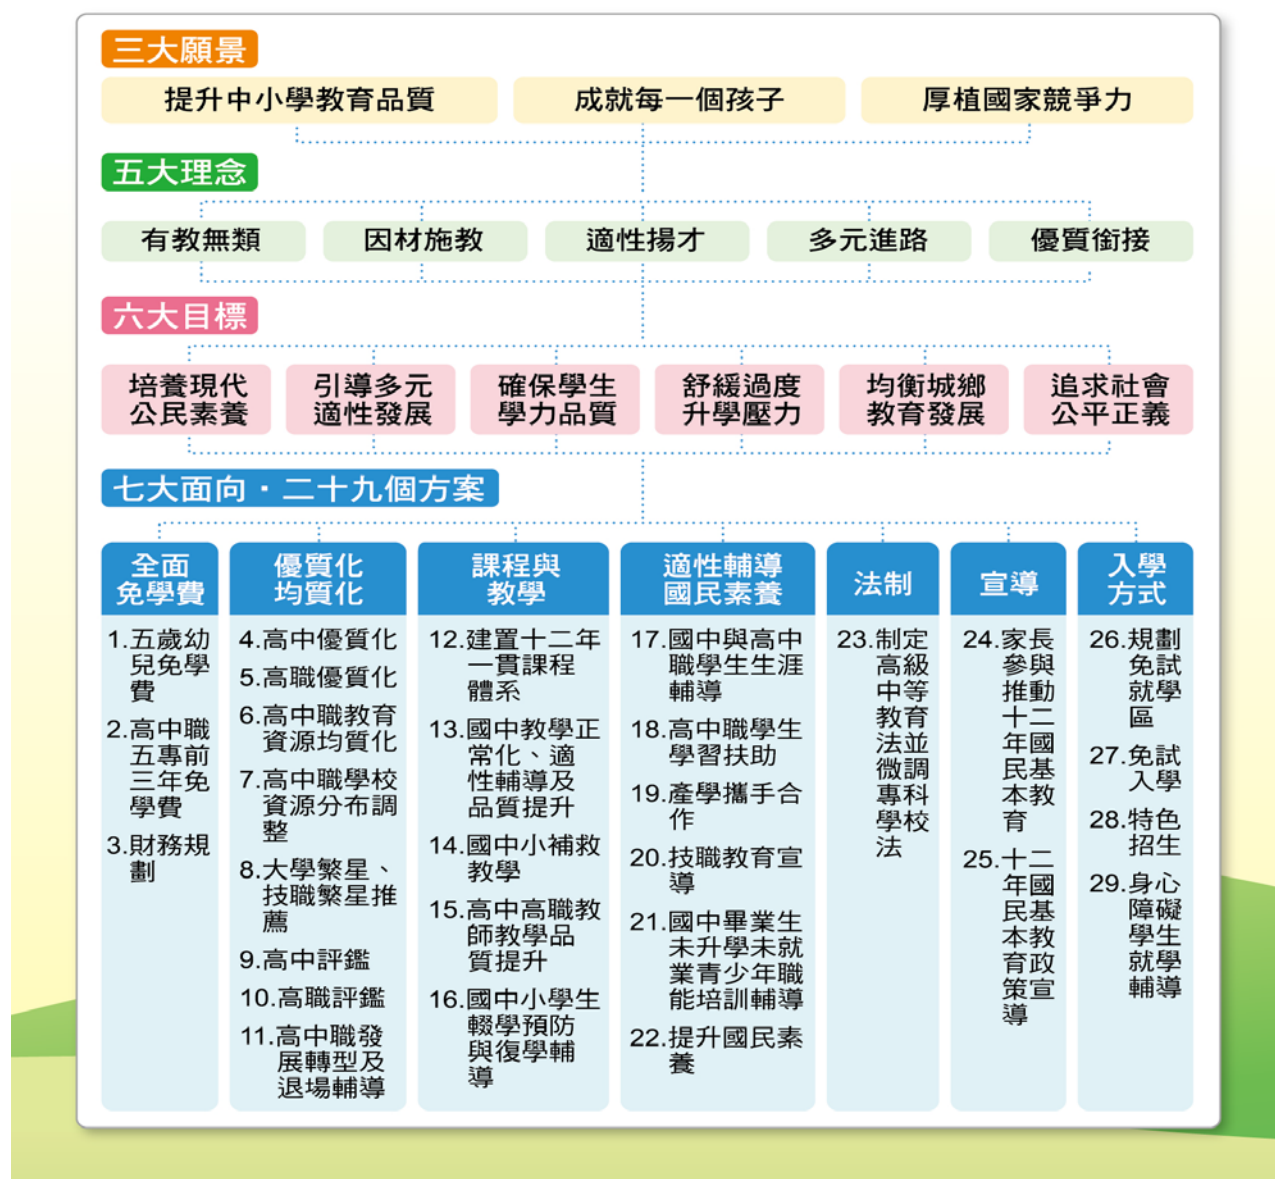 三大願景
提升中小學教育品質
成就每一個孩子
厚植國家競爭力
五大理念
有教無類
因材施教
適性揚才
多元進路
優質銜接
六大目標
培養現代
公民素養
引導多元
適性發展
確保學生
學力品質
舒緩過度
升學壓力
均衡城鄉
教育發展
追求社會
公平正義
七大面向・二十九個方案
全面
免學費
1.五歲幼
兒免學
費
2.高中職
五專前
三年免
學費
3.財務規
劃
優質化
均質化
4.高中優質化
5.高職優質化
6.高中職教育
資源均質化
7.高中職學校
資源分布調
整
8.大學繁星、
技職繁星推
薦
9.高中評鑑
10.高職評鑑
11.高中職發
展轉型及
退場輔導
課程與
教學
12.建置十二年
一貫課程
體系
13.國中教學正
常化、適
性輔導及
品質提升
14.國中小補救
教學
15.高中高職教
師教學品
質提升
16.國中小學生
輟學預防
與復學輔
導
適性輔導
國民素養
17.國中與高中
職學生生涯
輔導
18.高中職學生
學習扶助
19.產學攜手合
作
20.技職教育宣
導
21.國中畢業生
未升學未就
業青少年職
能培訓輔導
22.提升國民素
養
法制
23.制定
高級
中等
教育
法並
微調
專科
學校
法
宣導
24.家長
參與
推動
十二
年國
民基
本教
育
25.十二
年國
民基
本教
育政
策宣
導
入學
方式
26.規劃
免試
就學
區
27.免試
入學
28.特色
招生
29.身心
障礙
學生
就學
輔導